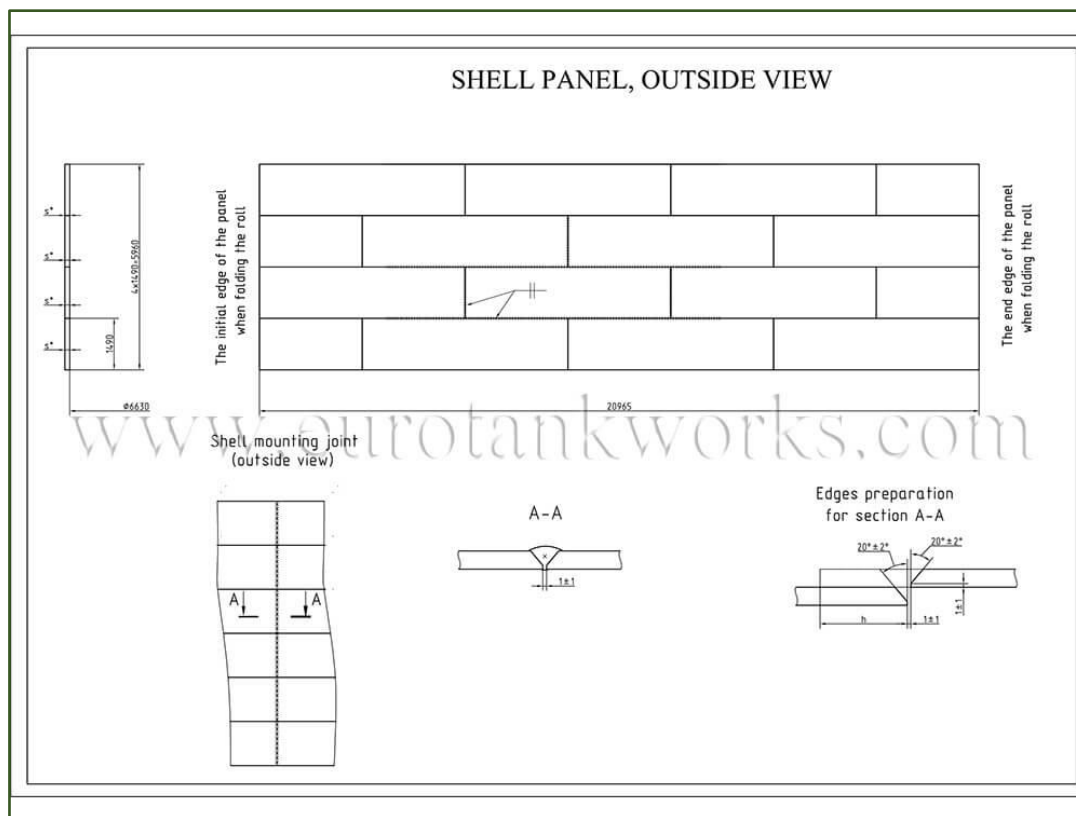 SHELL PANEL, OUTSIDE VIEW
s*
s*
s*
s*
4x1490=5960
1490
Ø6630
The initial edge of the panel
when folding the roll
The end edge of the panel
when folding the roll
20965
www.eurotankworks.com
Shell mounting joint
(outside view)
A
A
A-A
1±1
Edges preparation
for section A-A
20°±2°
20°±2°
1±1
h
1±1